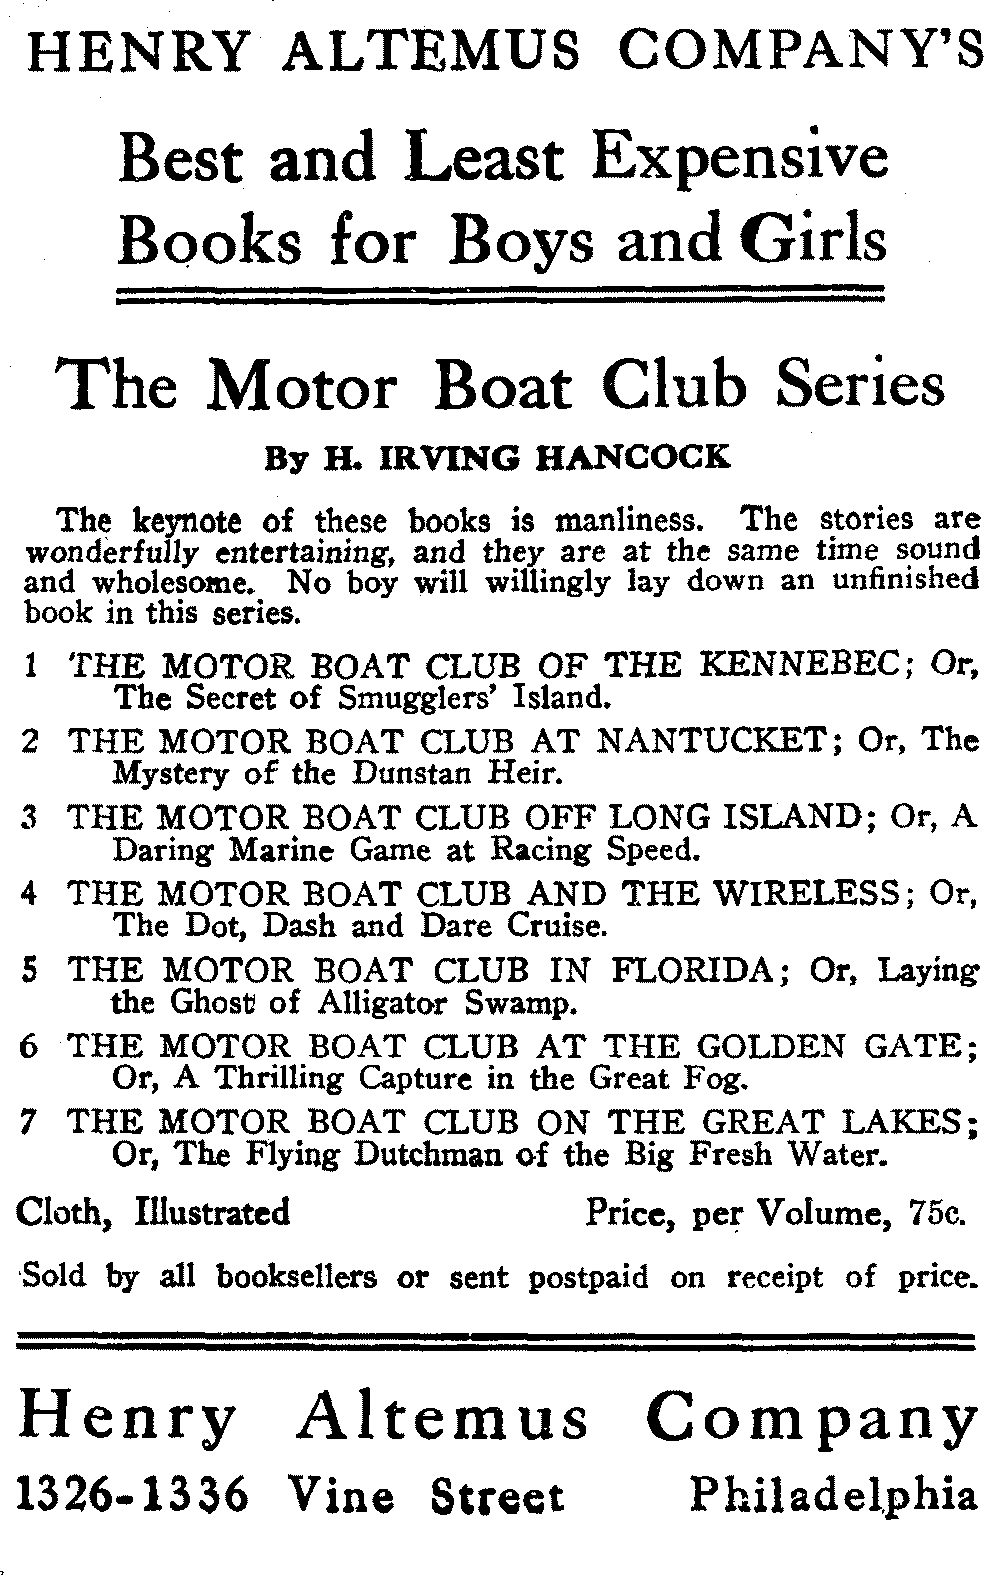 HENRY ALTEMUS COMPANY'S
Best and Least Expensive
Books for Boys and Girls
The Motor Boat Club Series
By H. IRVING HANCOCK
The keynote of these books is manliness. The stories are
wonderfully entertaining, and they are at the same time sound
and wholesome. No boy will willingly lay down an unfinished
book in this series.
1 THE MOTOR BOAT CLUB OF THE KENNEBEC; Or,
The Secret of Smugglers' Island.
2 THE MOTOR BOAT CLUB AT NANTUCKET; Or, The
Mystery of the Dunstan Heir.
3 THE MOTOR BOAT CLUB OFF LONG ISLAND; Or, A
Daring Marine Game at Racing Speed.
4 THE MOTOR BOAT CLUB AND THE WIRELESS; Or,
The Dot, Dash and Dare Cruise.
5 THE MOTOR BOAT CLUB IN FLORIDA; Or, Laying
the Ghost of Alligator Swamp.
6 THE MOTOR BOAT CLUB AT THE GOLDEN GATE;
Or, A Thrilling Capture in the Great Fog.
7 THE MOTOR BOAT CLUB ON THE GREAT LAKES;
Or, The Flying Dutchman of the Big Fresh Water.
Cloth, Illustrated Price, per Volume, 75c.
Sold by all booksellers or sent postpaid on receipt of price.
Henry Altemus Company
1326-1336 Vine Street Philadelphia